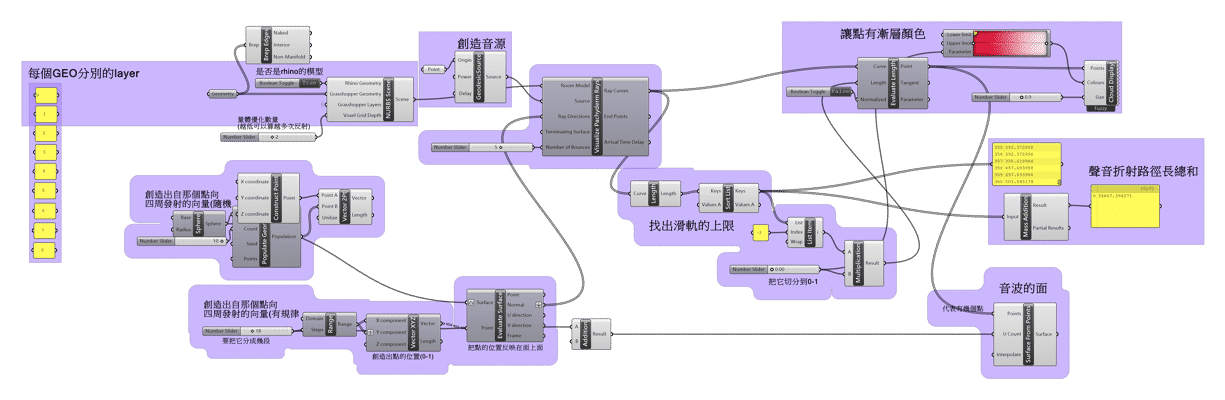 每個GEO分別的layer
Brep
Brep Edges
Naked
Interior
Non-Manifold
是否是rhino的模型
Boolean Toggle
Geometry
Rhino Geometry
Grasshopper Geometry
Grasshopper Layers
Voxel Grid Depth
NURBS Scene
Scene
量體優化數量
(越低可以算越多次反射)
Number Slider
2
創造音源
Point
Origin
Power
Delay
GeodesicSource
Source
Room Model
Source
Ray Directions
Terminating Surface
Number of Bounces
Visualize Pachyderm Rays
Ray Curves
End Points
Arrival Time Delay
Number Slider
5
創造出自那個點向
四周發射的向量(隨機
X coordinate
Y coordinate
Z coordinate
Construct Point
Point
Point A
Point B
Unitize
Vector 2Pt
Vector
Length
Base
Radius
Sphere
Sphere
Number Slider
10
Count
Seed
Points
Populate Geo
Population
創造出自那個點向
四周發射的向量(有規律
Number Slider
18
要把它分成幾段
Domain
Steps
Range
Range
X component
Y component
Z component
Vector XYZ
Vector
Length
創造出點的位置(0-1)
Surface
Point
Evaluate Surface
Point
Normal
U direction
V direction
Frame
把點的位置反映在面上面
A
B
Addition
Result
Curve
Length
Length
Keys
Values A
Sort List
Keys
Values A
找出滑軌的上限
-2
List
Index
Wrap
List Item
i
Number Slider
0.00
把它切分到0-1
A
B
Multiplication
Result
讓點有漸層顏色
Lower limit
Upper limit
Parameter
Curve
Length
Normalized
Evaluate Length
Point
Tangent
Parameter
Boolean Toggle
Number Slider
0.9
Points
Colours
Size
Cloud Display
Fuzzy
聲音折射路徑長總和
Input
Mass Addition
Result
Partial Results
音波的面
代表有幾個點
Points
U Count
Interpolate
Surface From Points
Surface